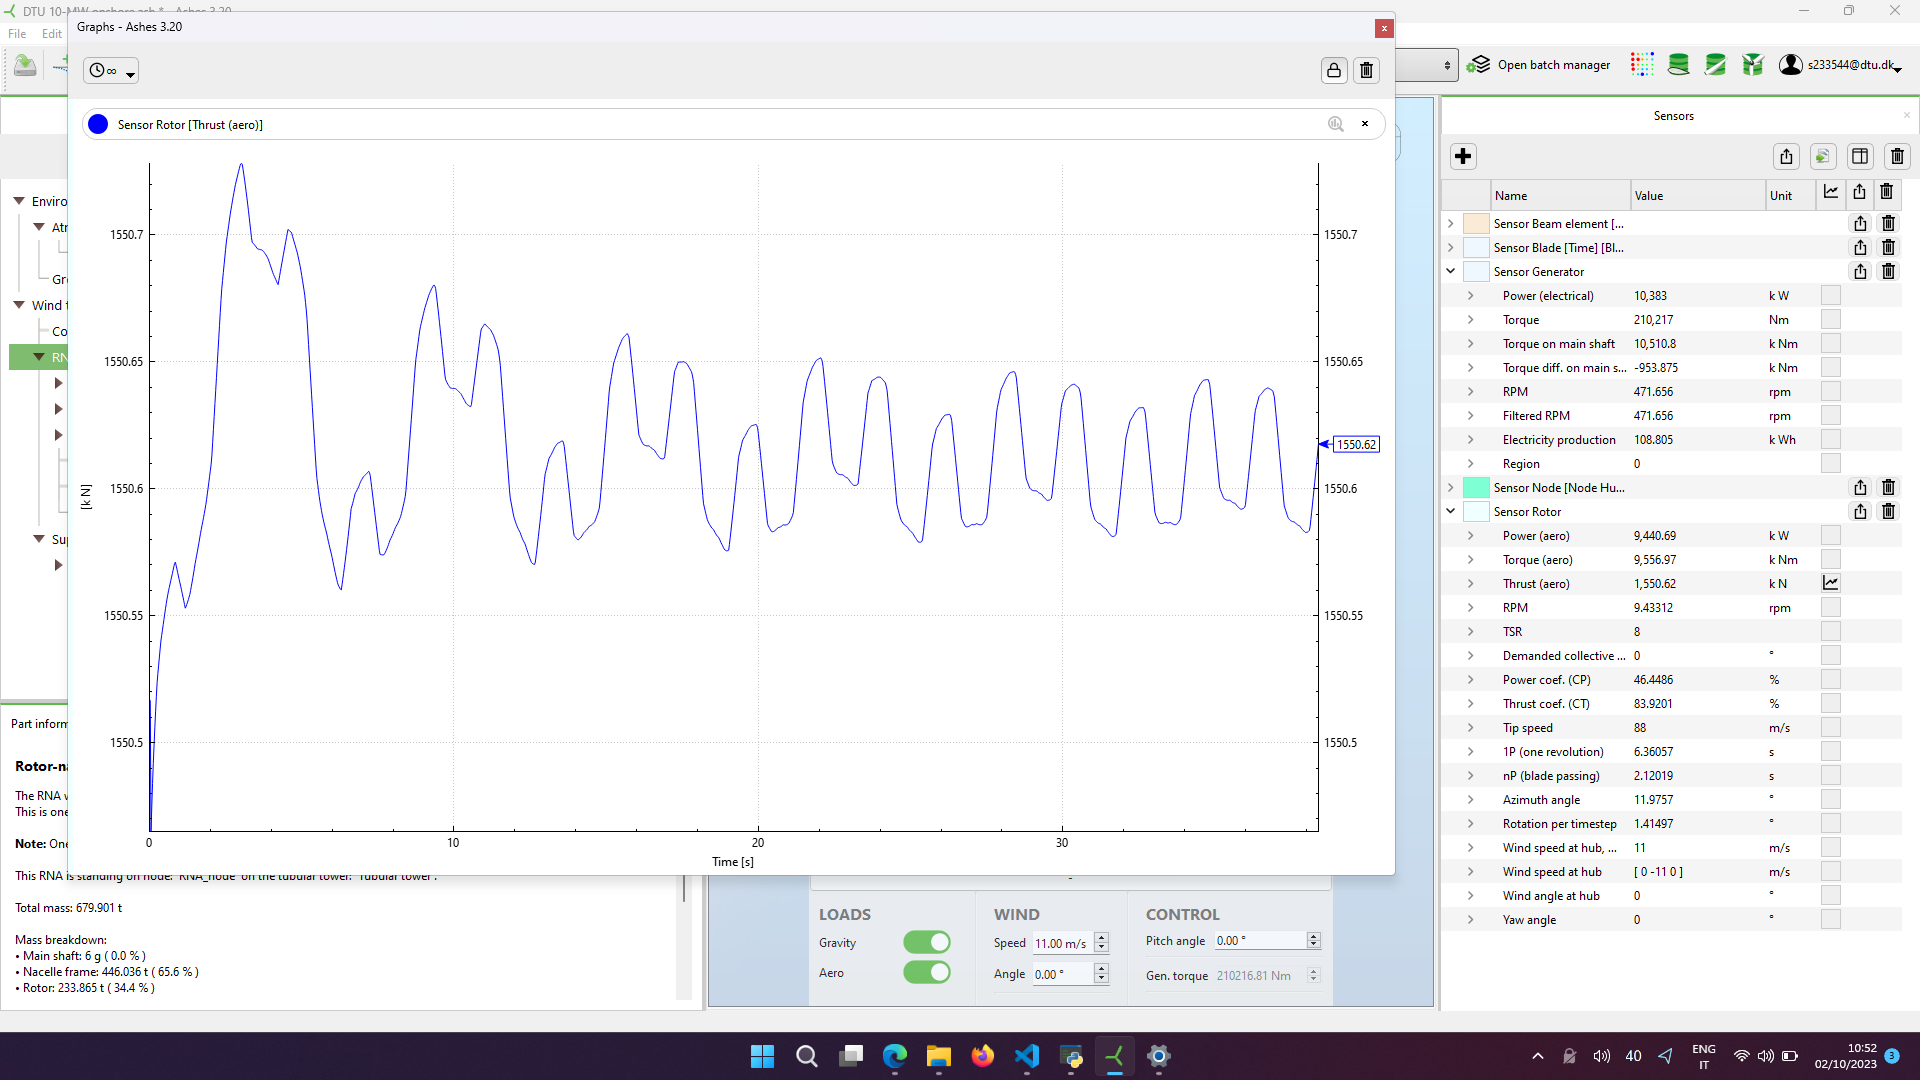 Graphs - Ashes 3.20
File
Edit
Open batch manager
s233544@dtu.dk
Sensor Rotor [Thrust (aero)]
Sensors
Name Value Unit
Sensor Beam element [...
Sensor Blade [Time] [Bl...
Sensor Generator
Power (electrical) 10,383 k W
Torque 210,217 Nm
Torque on main shaft 10,510.8 k Nm
Torque diff. on main s... -953.875 k Nm
RPM 471.656 rpm
Filtered RPM 471.656 rpm
Electricity production 108.805 k Wh
Region 0
Sensor Node [Node Hu...
Sensor Rotor
Power (aero) 9,440.69 k W
Torque (aero) 9,556.97 k Nm
Thrust (aero) 1,550.62 k N
RPM 9.43312 rpm
TSR 8
Demanded collective ... 0 °
Power coef. (CP) 46.4486 %
Thrust coef. (CT) 83.9201 %
Tip speed 88 m/s
1P (one revolution) 6.36057 s
nP (blade passing) 2.12019 s
Azimuth angle 11.9757 °
Rotation per timestep 1.41497 °
Wind speed at hub, ... 11 m/s
Wind speed at hub [ 0 -11 0 ] m/s
Wind angle at hub 0 °
Yaw angle 0 °
1550.7 1550.7
1550.65 1550.65
1550.62
1550.6 1550.6
[k N]
1550.55 1550.55
1550.5 1550.5
0 10 20 30
Time [s]
Enviro
Atr
Gr
Wind t
Co
RN
Su
Part inform
Rotor-na
The RNA w
This is one
Note: One
This RNA is standing on node: 'RNA_node' on the tubular tower: 'Tubular tower'.
Total mass: 679.901 t
Mass breakdown:
• Main shaft: 6 g ( 0.0 % )
• Nacelle frame: 446.036 t ( 65.6 % )
• Rotor: 233.865 t ( 34.4 % )
LOADS
Gravity
Aero
WIND
Speed 11.00 m/s
Angle 0.00 °
CONTROL
Pitch angle 0.00 °
Gen. torque 210216.81 Nm
40
ENG
IT
10:52
02/10/2023
3